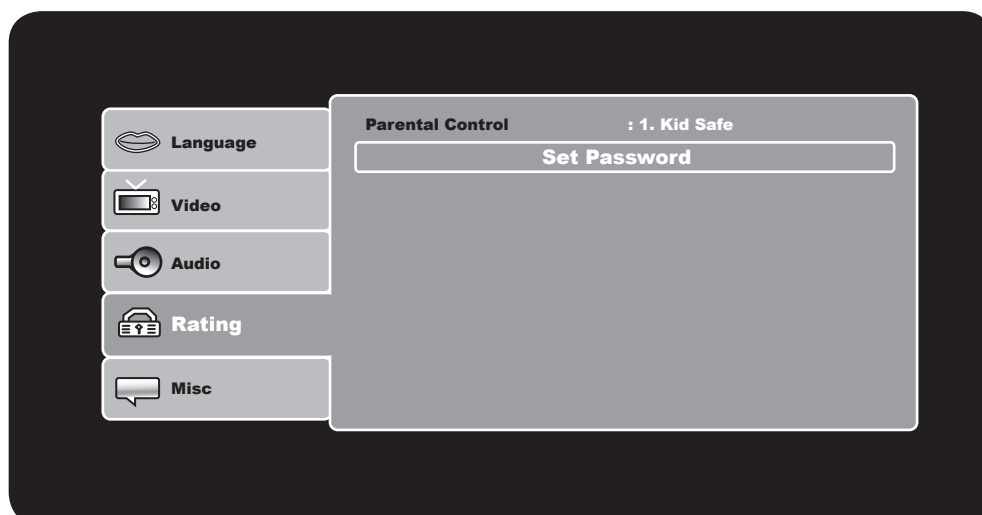 Language
Video
Audio
Rating
Misc
Parental Control : 1. Kid Safe
Set Password